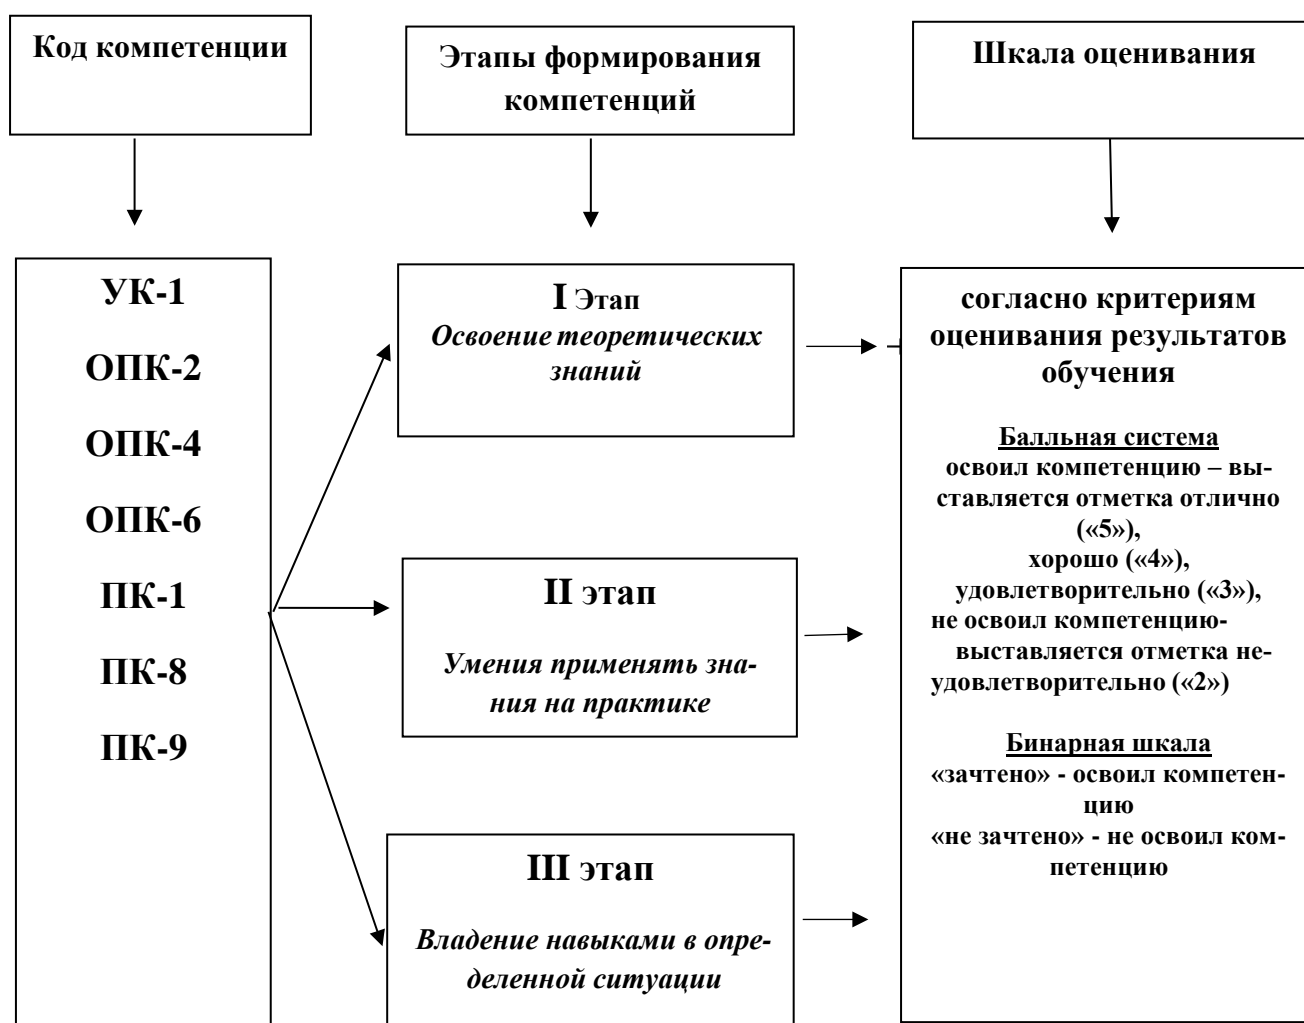 Код компетенции
Этапы формирования
компетенций
Шкала оценивания
УК-1
ОПК-2
ОПК-4
ОПК-6
ПК-1
ПК-8
ПК-9
I Этап
Освоение теоретических
знаний
II этап
Умения применять зна-
ния на практике
III этап
Владение навыками в опре-
деленной ситуации
согласно критериям
оценивания результатов
обучения
Балльная система
освоил компетенцию – вы-
ставляется отметка отлично
(«5»),
хорошо («4»),
удовлетворительно («3»),
не освоил компетенцию-
выставляется отметка не-
удовлетворительно («2»)
Бинарная шкала
«зачтено» - освоил компетен-
цию
«не зачтено» - не освоил ком-
петенцию